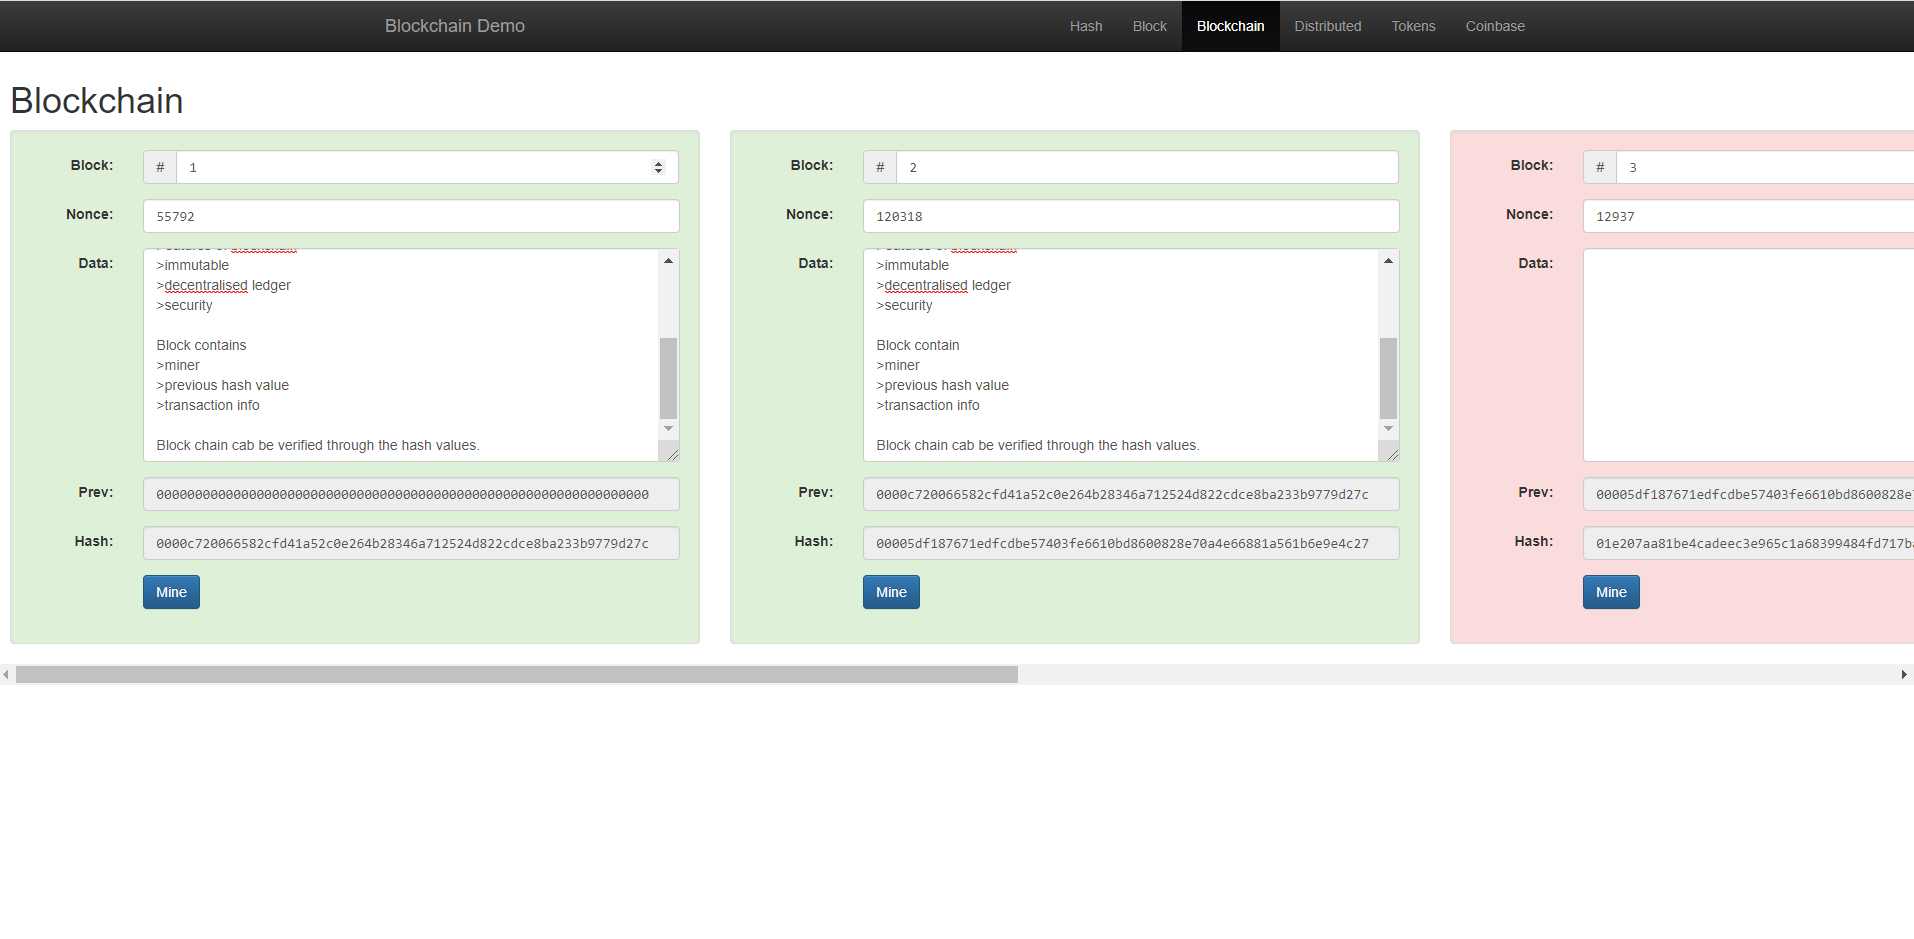 Blockchain Demo
Hash Block Blockchain Distributed Tokens Coinbase
Blockchain
Block: # 1
Nonce: 55792
Data:
>immutable
>decentralised ledger
>security
Block contains
>miner
>previous hash value
>transaction info
Block chain cab be verified through the hash values.
Prev: 0000000000000000000000000000000000000000000000000000000000000000
Hash: 0000c720066582cfd41a52c0e264b28346a712524d822cdce8ba233b9779d27c
Mine
Block: # 2
Nonce: 120318
Data:
>immutable
>decentralised ledger
>security
Block contain
>miner
>previous hash value
>transaction info
Block chain cab be verified through the hash values.
Prev: 0000c720066582cfd41a52c0e264b28346a712524d822cdce8ba233b9779d27c
Hash: 00005df187671edfcdbe57403fe6610bd8600828e70a4e66881a561b6e9e4c27
Mine
Block: # 3
Nonce: 12937
Data:
Prev: 00005df187671edfcdbe57403fe6610bd8600828e
Hash: 01e207aa81be4cadeec3e965c1a68399484fd717b
Mine